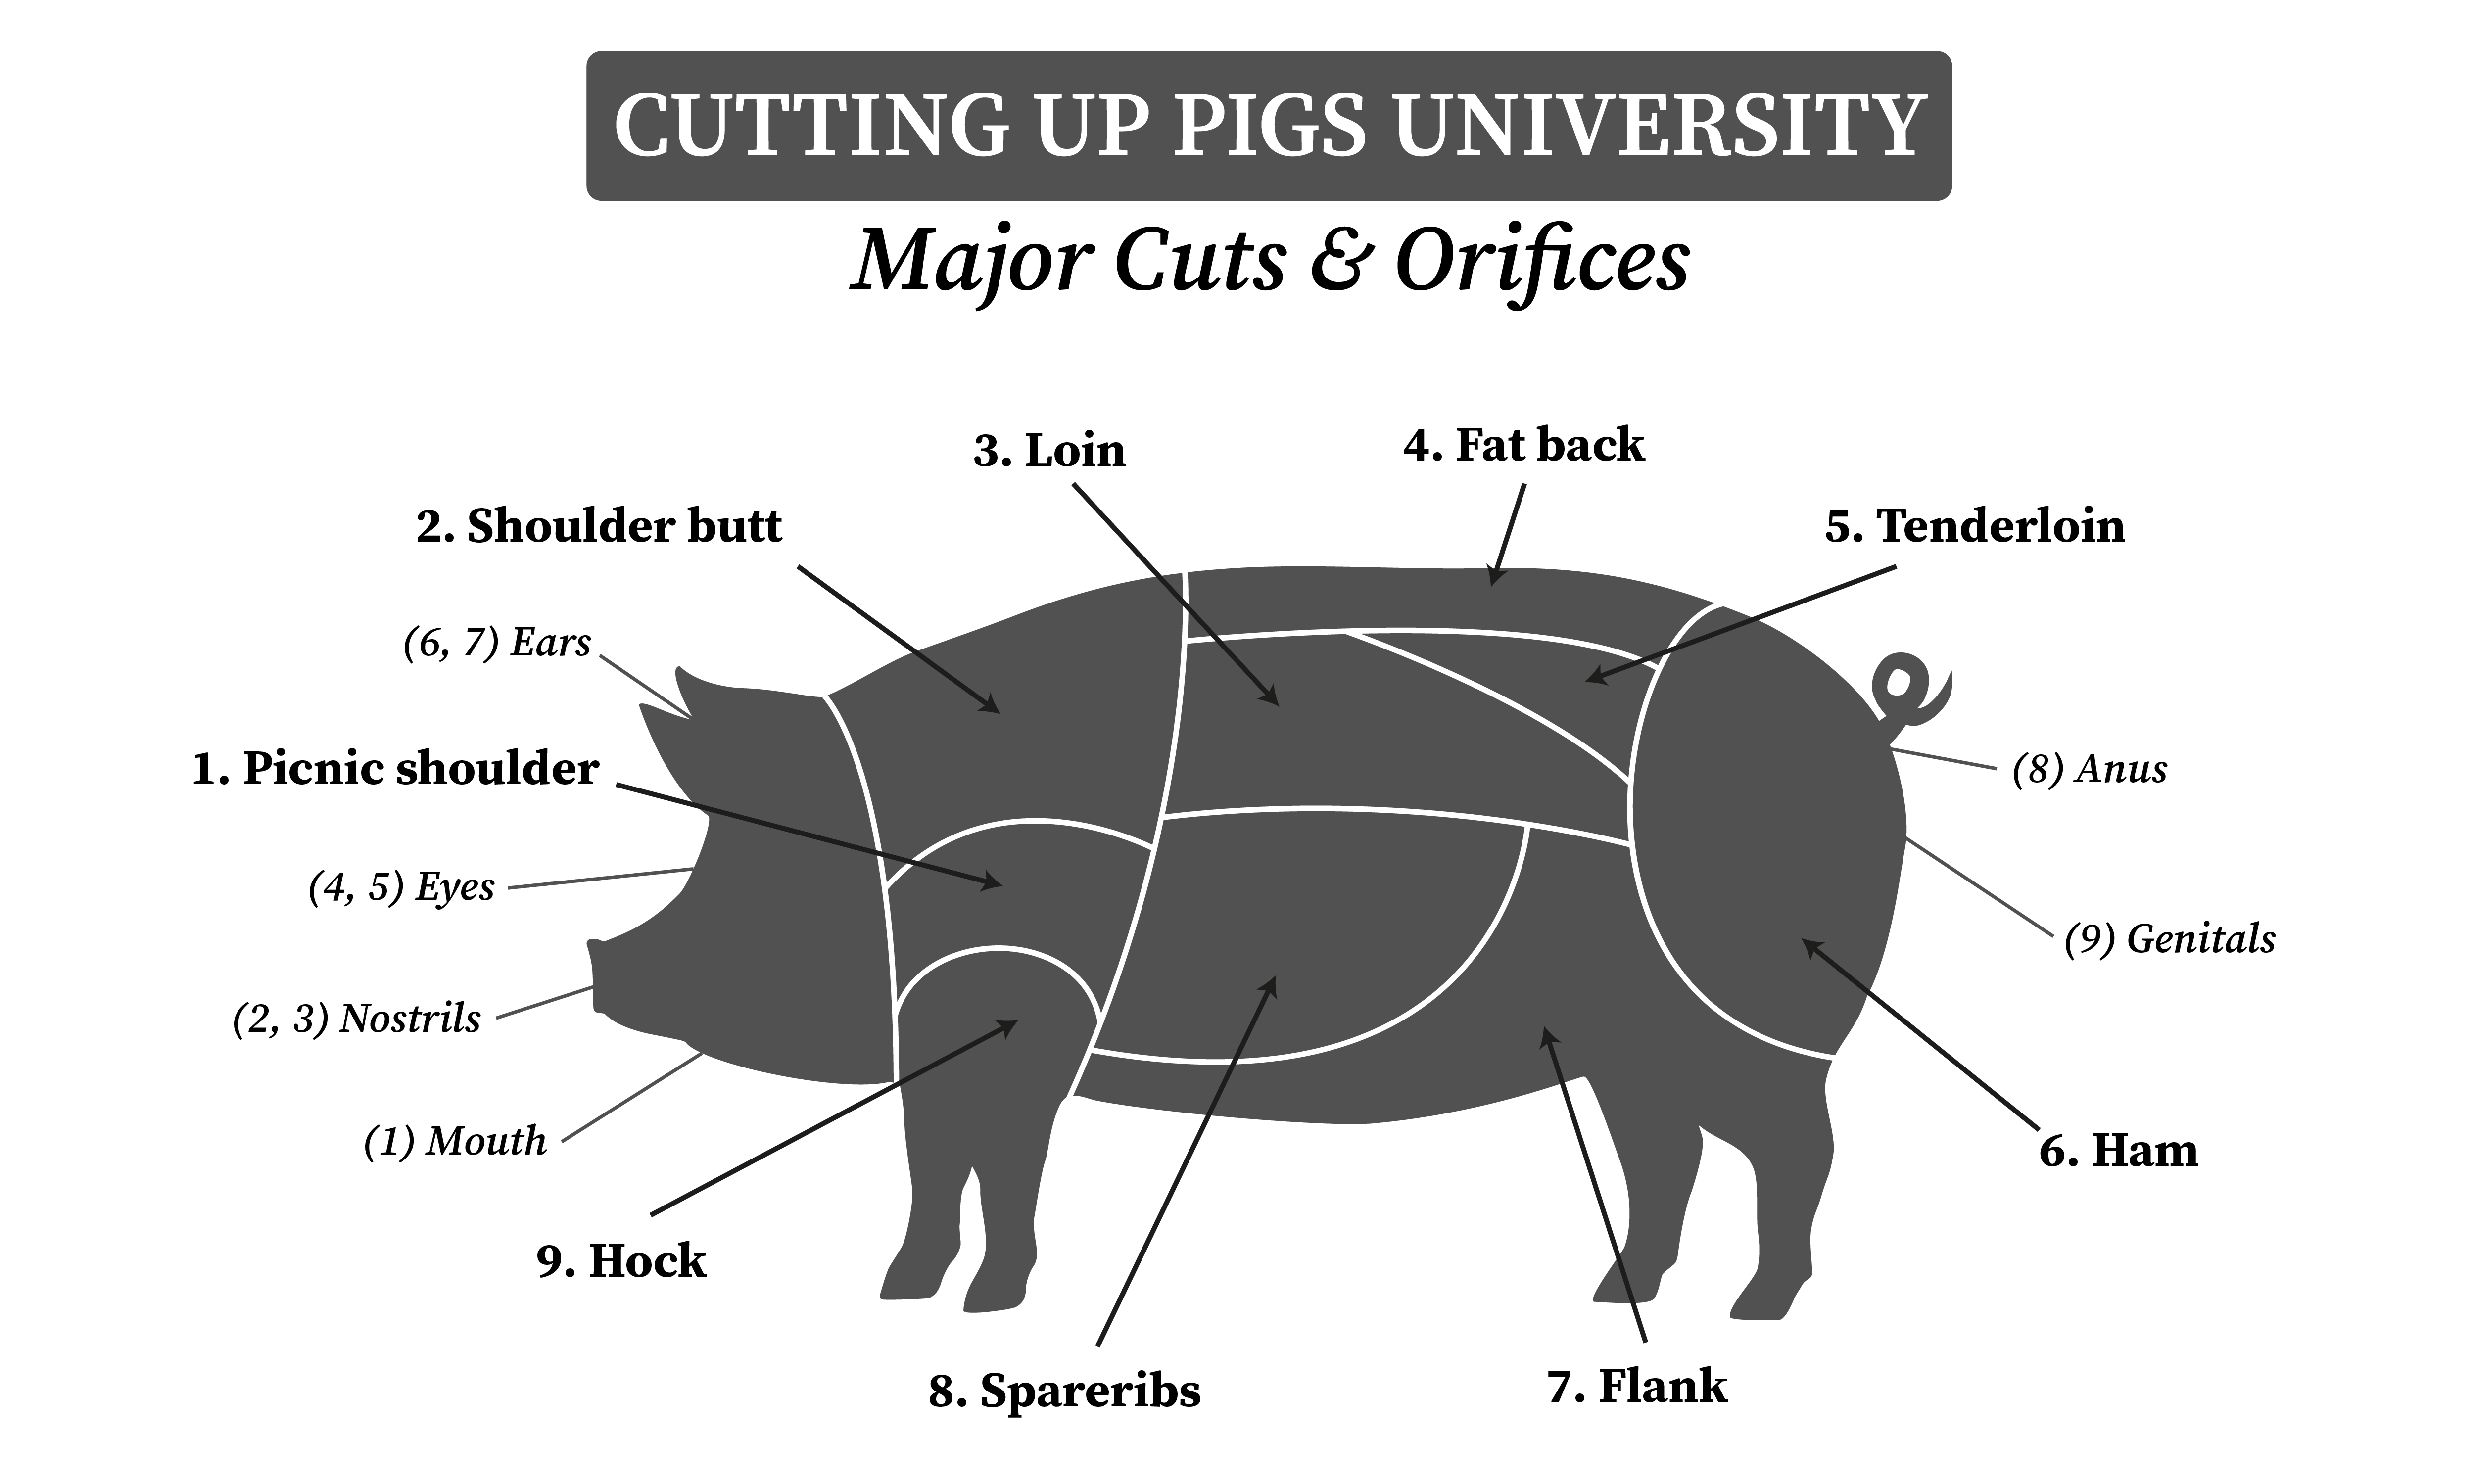 CUTTING UP PIGS UNIVERSITY
Major Cuts & Orifices
3. Loin
4. Fat back
2. Shoulder butt
5. Tenderloin
(6, 7) Ears
1. Picnic shoulder
(8) Anus
(4, 5) Eyes
(9) Genitals
(2, 3) Nostrils
(1) Mouth
6. Ham
9. Hock
8. Spareribs
7. Flank